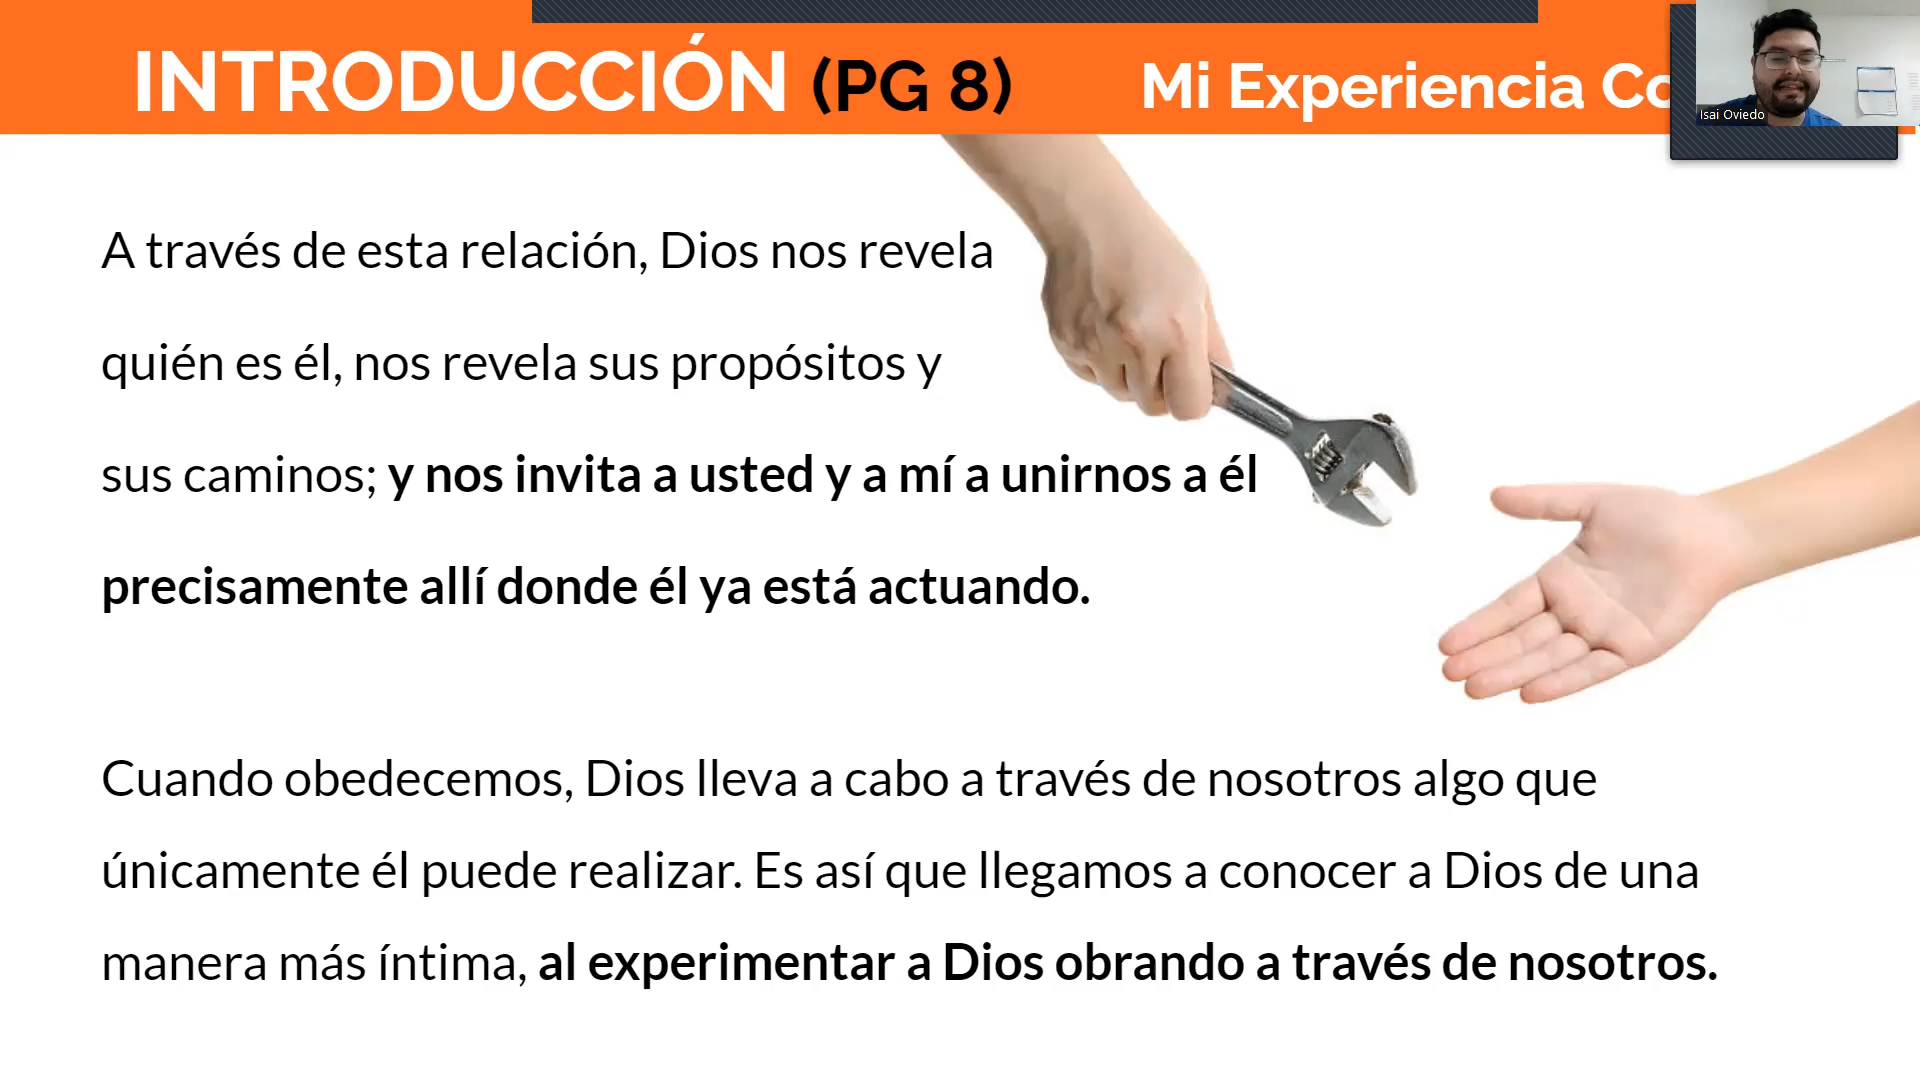 INTRODUCCIÓN (PG 8)
Mi Experiencia
Isai Oviedo
A través de esta relación, Dios nos revela
quién es él, nos revela sus propósitos y
sus caminos; y nos invita a usted y a mí a unirnos a él
precisamente allí donde él ya está actuando.
Cuando obedecemos, Dios lleva a cabo a través de nosotros algo que
únicamente él puede realizar. Es así que llegamos a conocer a Dios de una
manera más íntima, al experimentar a Dios obrando a través de nosotros.